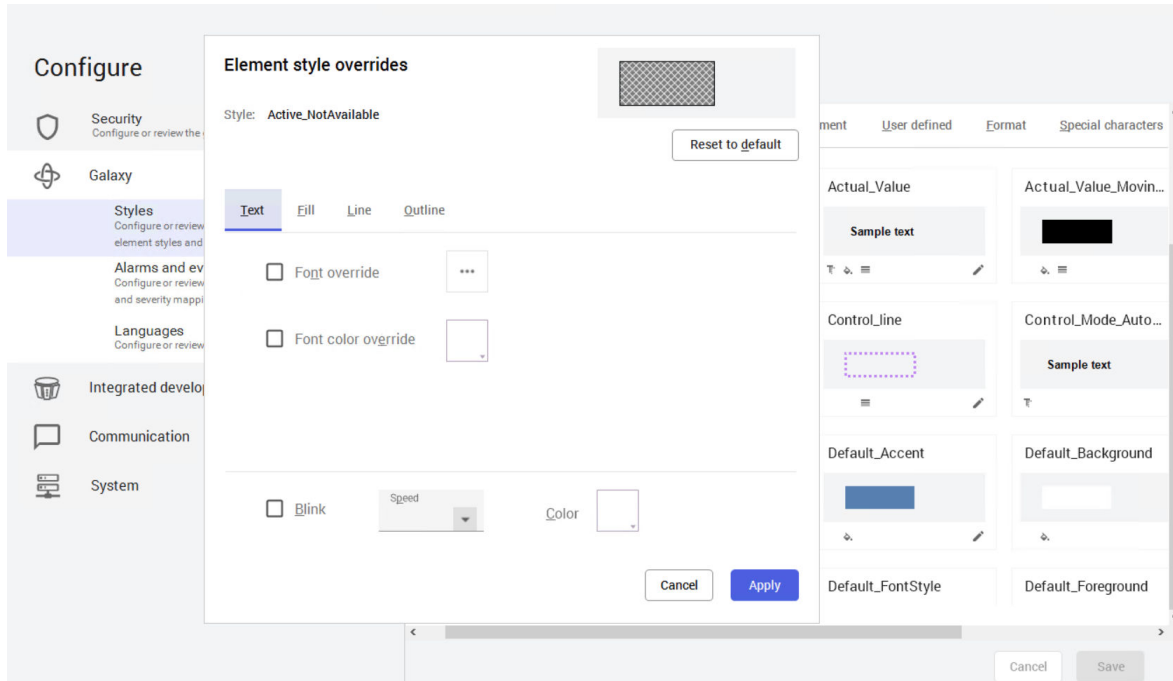 Configure
Security
Configure or review the
Galaxy
Styles
Configure or review
element styles and
Alarms and ev
Configure or review
and severity mappi
Languages
Configure or review
Integrated develop
Communication
System
Element style overrides
Style: Active_NotAvailable
Reset to default
Text Fill Line Outline
Font override
•••
Font color override
Blink
Speed
Color
Cancel Apply
ment User defined Format Special characters
Actual_Value Actual_Value_Movin...
Sample text
Control_line Control_Mode_Auto...
Sample text
Default_Accent Default_Background
Default_FontStyle Default_Foreground
Cancel Save